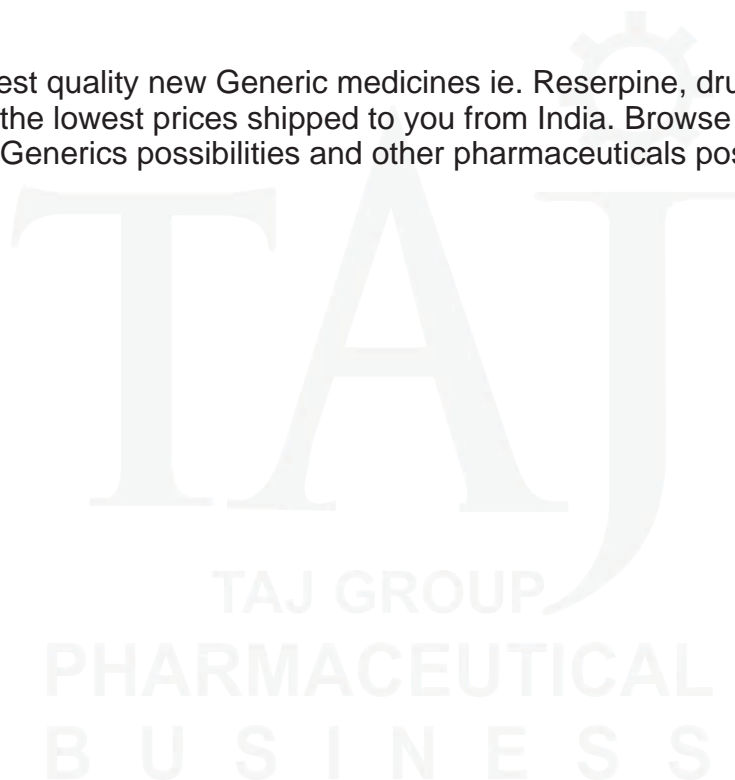 est quality new Generic medicines ie. Reserpine, dru
the lowest prices shipped to you from India. Browse
Generics possibilities and other pharmaceuticals pos
TAJ
TAJ GROUP
PHARMACEUTICAL
BUSINESS